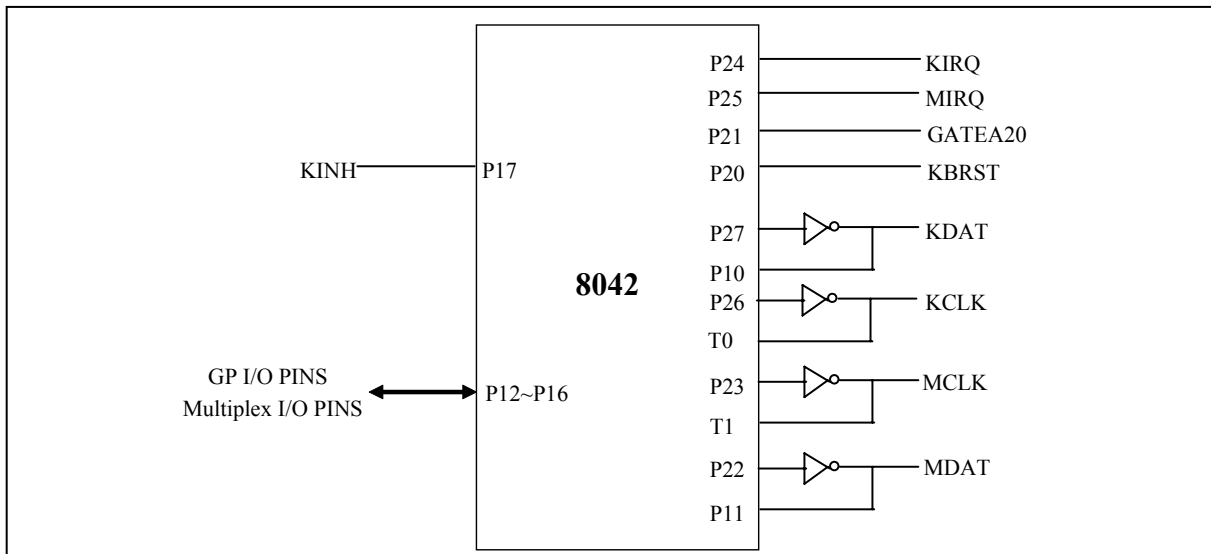 P24 KIRQ
P25 MIRQ
P21 GATEA20
KINH P17 P20 KBRST
P27 KDAT
P10
8042
P26 KCLK
T0
GP I/O PINS
Multiplex I/O PINS
P12~P16
P23 MCLK
T1
P22 MDAT
P11